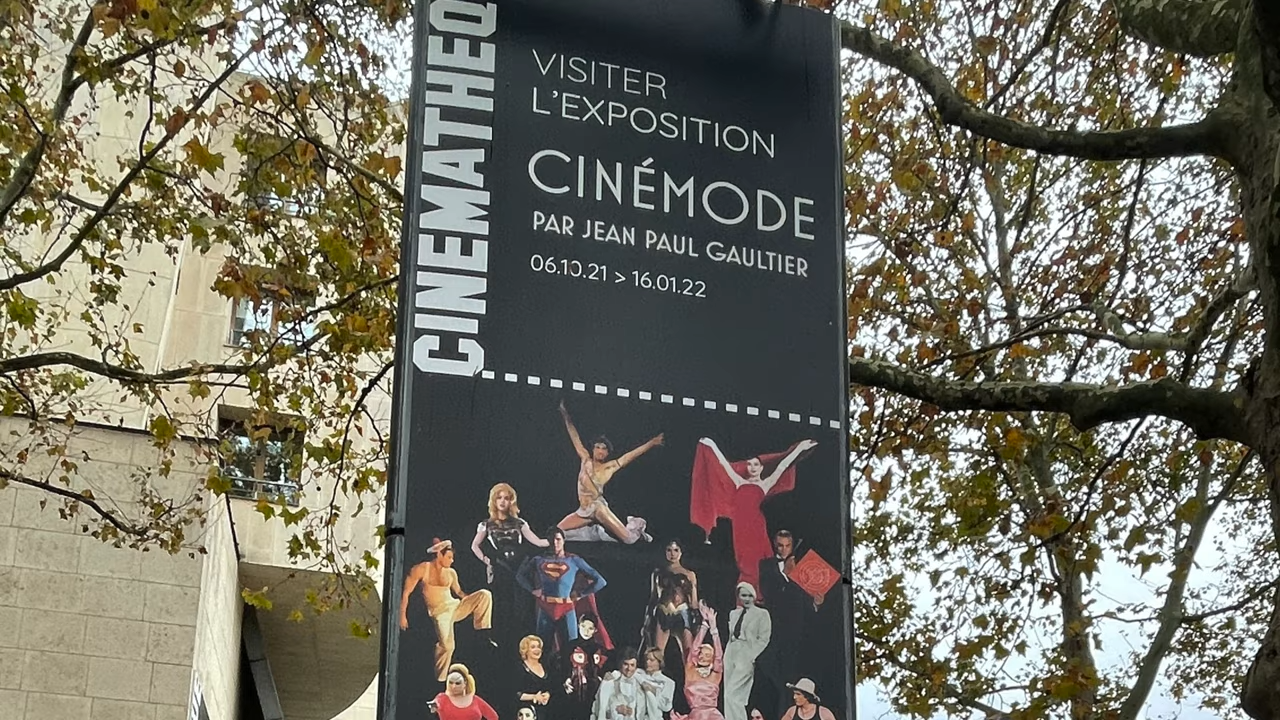 CINEMATHEQ
VISITER
L'EXPOSITION
CINÉMODE
PAR JEAN PAUL GAULTIER
06.10.21 > 16.01.22